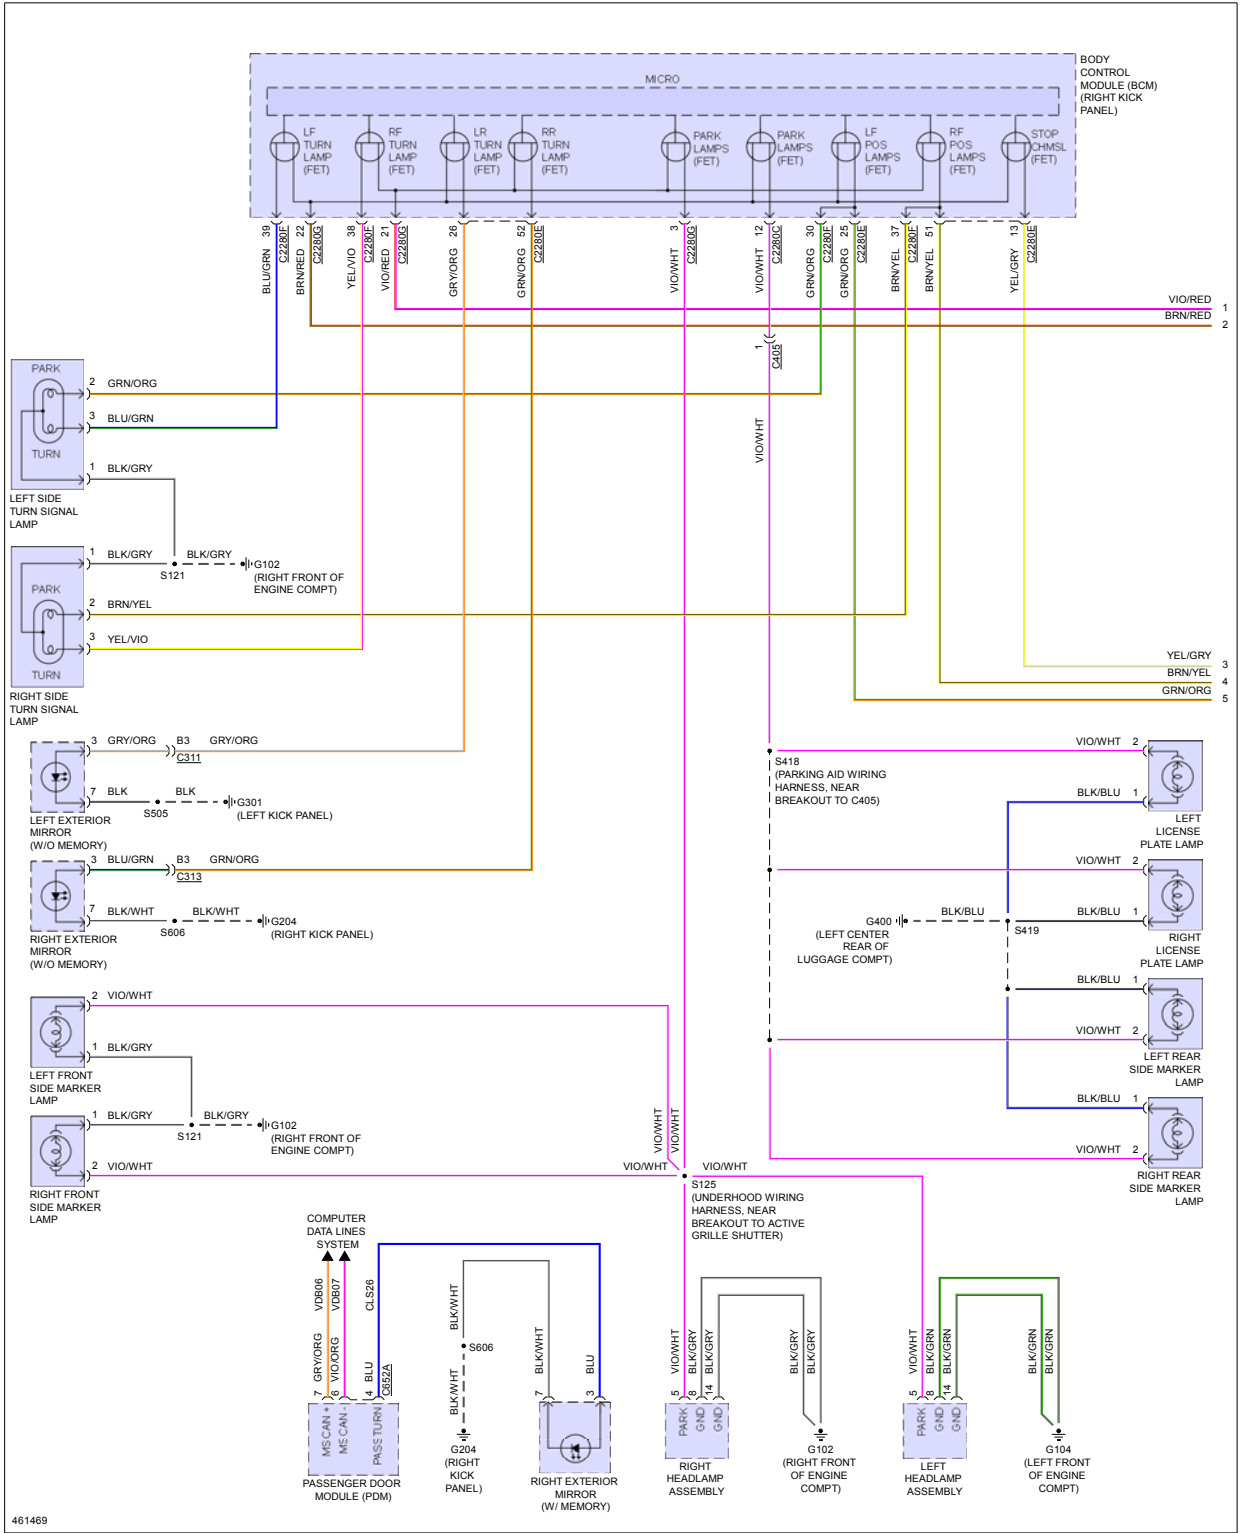 BODY
CONTROL
MODULE (BCM)
(RIGHT KICK
PANEL)
MICRO
LF
TURN
LAMP
(FET)
RF
TURN
LAMP
(FET)
LR
TURN
LAMP
(FET)
RR
TURN
LAMP
(FET)
PARK
LAMPS
(FET)
PARK
LAMPS
(FET)
LF
POS
LAMPS
(FET)
RF
POS
LAMPS
(FET)
STOP
CHMSL
(FET)
39 BLU/GRN C2280F
22 BRN/RED C2280G
38 YEL/VIO C2280F
21 VIO/RED C2280G
26 GRY/ORG
52 GRN/ORG C2280E
3 VIO/WHT C2280G
12 VIO/WHT C2280C
30 GRN/ORG C2280F
25 GRN/ORG C2280E
37 BRN/YEL C2280F
51 BRN/YEL
13 YEL/GRY C2280E
VIO/RED 1
BRN/RED 2
1 C405
VIO/WHT
PARK
2 GRN/ORG
3 BLU/GRN
TURN
1 BLK/GRY
LEFT SIDE
TURN SIGNAL
LAMP
1 BLK/GRY BLK/GRY
S121
G102
(RIGHT FRONT OF
ENGINE COMPT)
PARK
2 BRN/YEL
3 YEL/VIO
TURN
RIGHT SIDE
TURN SIGNAL
LAMP
YEL/GRY 3
BRN/YEL 4
GRN/ORG 5
3 GRY/ORG B3 GRY/ORG
C311
7 BLK BLK
S505
G301
(LEFT KICK PANEL)
LEFT EXTERIOR
MIRROR
(W/O MEMORY)
3 BLU/GRN B3 GRN/ORG
C313
7 BLK/WHT BLK/WHT
S606
G204
(RIGHT KICK PANEL)
RIGHT EXTERIOR
MIRROR
(W/O MEMORY)
S418
(PARKING AID WIRING
HARNESS, NEAR
BREAKOUT TO C405)
VIO/WHT 2
BLK/BLU 1
LEFT
LICENSE
PLATE LAMP
VIO/WHT 2
BLK/BLU 1
RIGHT
LICENSE
PLATE LAMP
G400
(LEFT CENTER
REAR OF
LUGGAGE COMPT)
BLK/BLU
S419
BLK/BLU 1
VIO/WHT 2
LEFT REAR
SIDE MARKER
LAMP
BLK/BLU 1
VIO/WHT 2
RIGHT REAR
SIDE MARKER
LAMP
2 VIO/WHT
1 BLK/GRY
LEFT FRONT
SIDE MARKER
LAMP
1 BLK/GRY BLK/GRY
S121
G102
(RIGHT FRONT OF
ENGINE COMPT)
2 VIO/WHT
RIGHT FRONT
SIDE MARKER
LAMP
VIO/WHT
VIO/WHT
VIO/WHT VIO/WHT
S125
(UNDERHOOD WIRING
HARNESS, NEAR
BREAKOUT TO ACTIVE
GRILLE SHUTTER)
COMPUTER
DATA LINES
SYSTEM
VDB06
VDB07
CLS26
7 GRY/ORG
6 VIO/ORG
4 BLU C652A
MS CAN +
MS CAN -
PASS TURN
PASSENGER DOOR
MODULE (PDM)
BLK/WHT
S606
BLK/WHT
G204
(RIGHT
KICK
PANEL)
7 BLK/WHT
3 BLU
RIGHT EXTERIOR
MIRROR
(W/ MEMORY)
5 VIO/WHT
8 BLK/GRY
14 BLK/GRY
PARK
GND
GND
RIGHT
HEADLAMP
ASSEMBLY
BLK/GRY
BLK/GRY
G102
(RIGHT FRONT
OF ENGINE
COMPT)
5 VIO/WHT
8 BLK/GRN
14 BLK/GRN
PARK
GND
GND
LEFT
HEADLAMP
ASSEMBLY
BLK/GRN
BLK/GRN
G104
(LEFT FRONT
OF ENGINE
COMPT)
461469